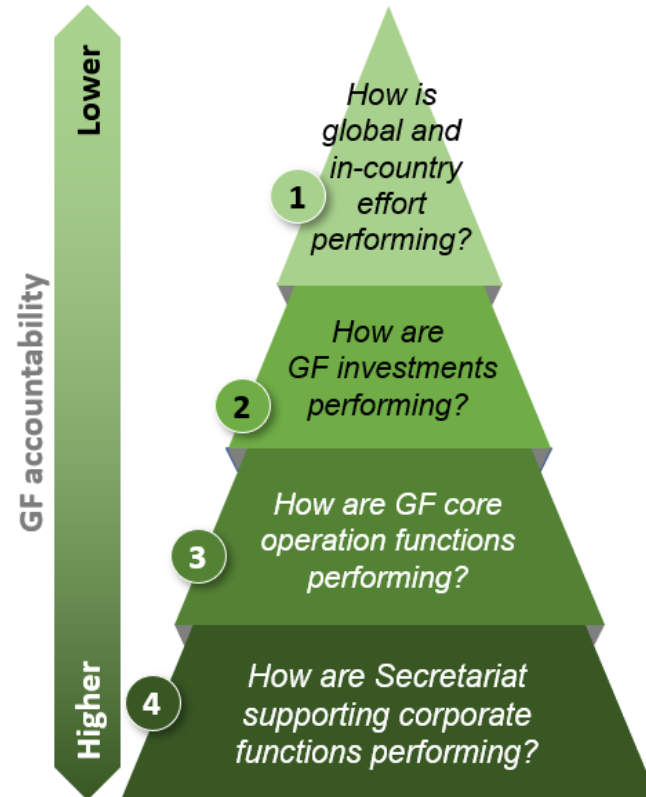 Lower
GF accountability
Higher
1
How is
global and
in-country
effort
performing?
2
How are
GF investments
performing?
3
How are GF core
operation functions
performing?
4
How are Secretariat
supporting corporate
functions performing?